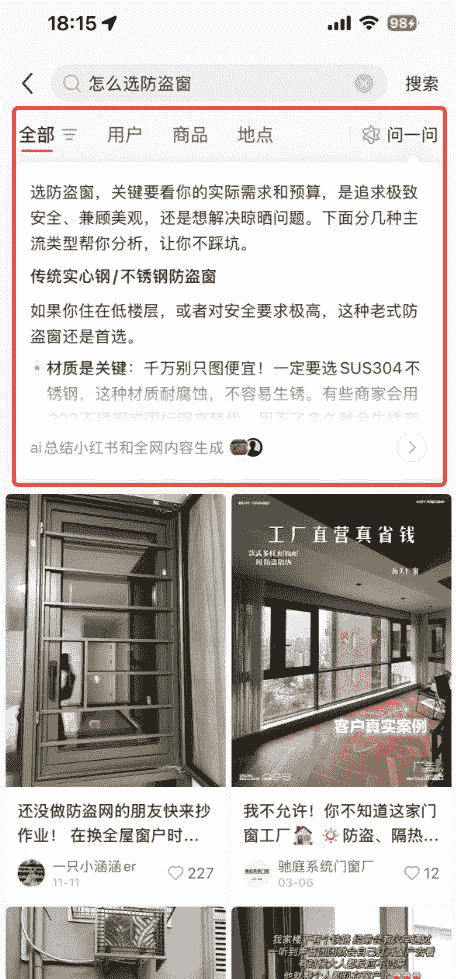 18:15
98
怎么选防盗窗
搜索
全部
用户
商品
地点
问一问
选防盗窗，关键要看你的实际需求和预算，是追求极致
安全、兼顾美观，还是想解决晾晒问题。下面分几种主
流类型帮你分析，让你不踩坑。
传统实心钢/不锈钢防盗窗
如果你住在低楼层，或者对安全要求极高，这种老式防
盗窗还是首选。
材质是关键：千万别只图便宜！一定要选SUS304不
锈钢，这种材质耐腐蚀，不容易生锈。有些商家会用
ai总结小红书和全网内容生成
工厂直营真省钱
客户真实案例
还没做防盗网的朋友快来抄
作业！ 在换全屋窗户时...
一只小涵涵er
11-11
227
我不允许！你不知道这家门
窗工厂🏠 🔅防盗、隔热...
驰庭系统门窗厂
03-06
12